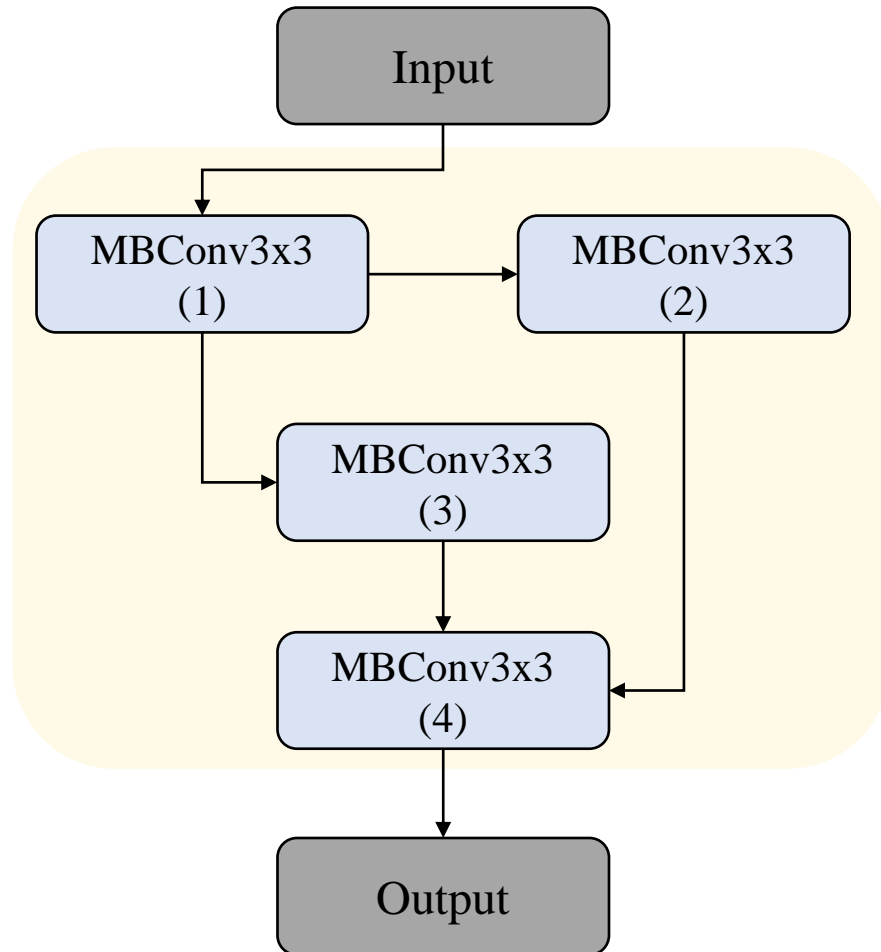 Input
MBConv3x3
(1)
MBConv3x3
(2)
MBConv3x3
(3)
MBConv3x3
(4)
Output